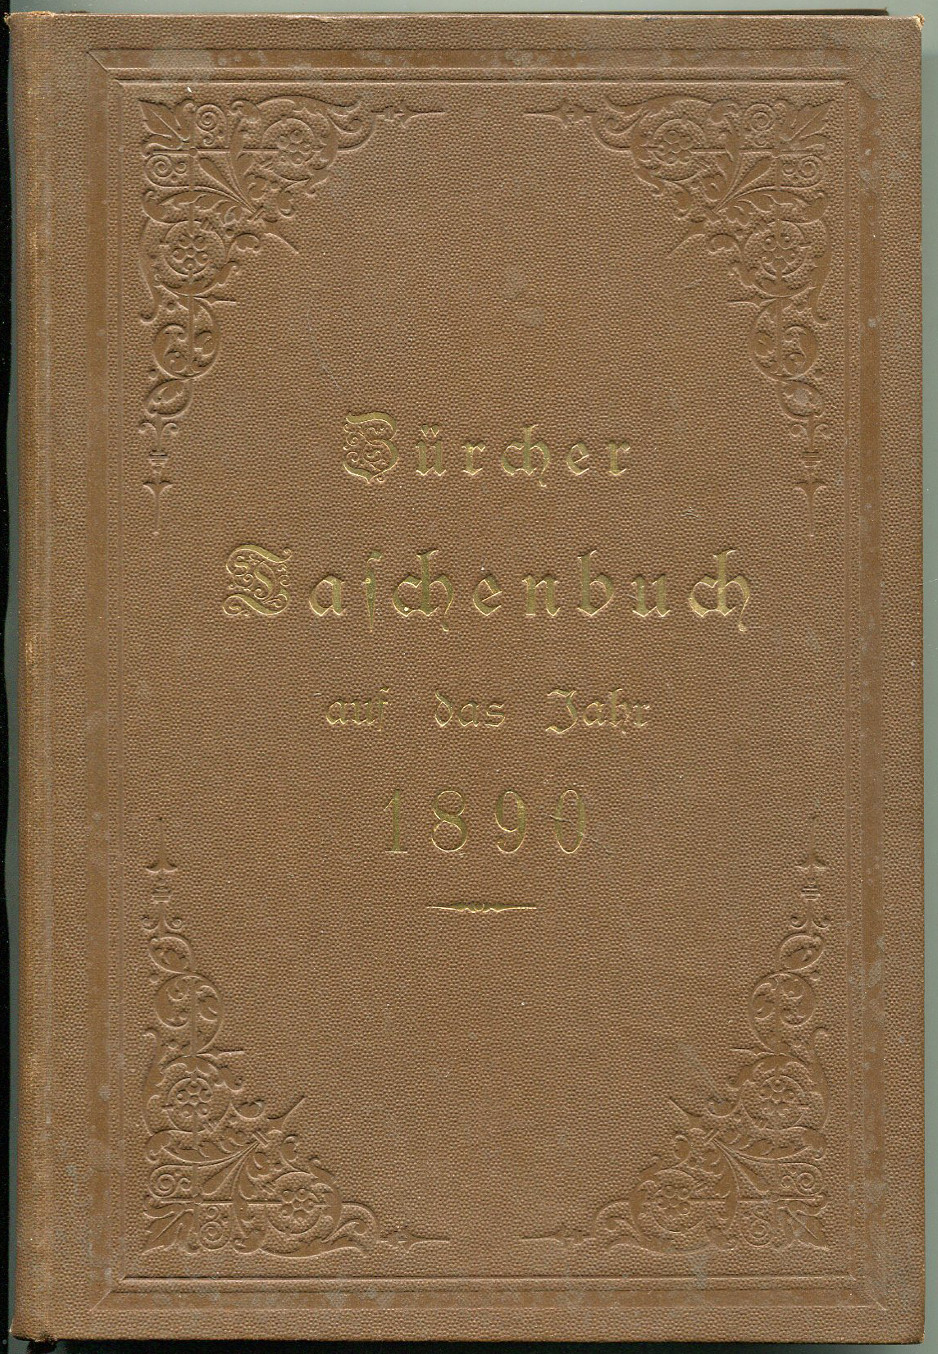 Zürcher
Taschenbuch
auf das Jahr
1890